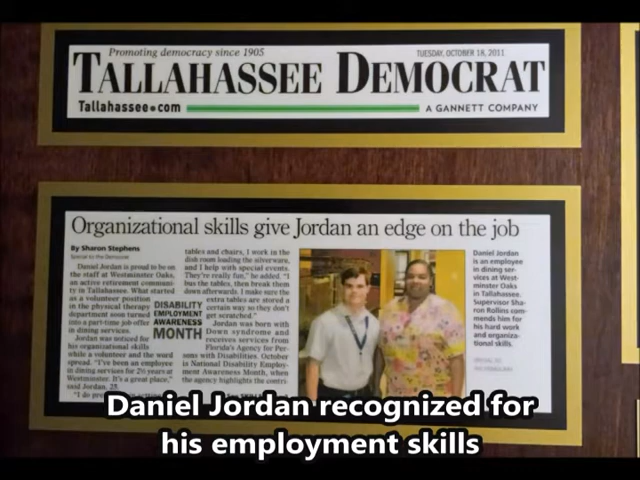 Promoting democracy since 1905
TUESDAY, OCTOBER 18, 2011
TALLAHASSEE DEMOCRAT
Tallahassee.com
A GANNETT COMPANY
Organizational skills give Jordan an edge on the job
By Sharon Stephens
Special to the Democrat
Daniel Jordan is proud to be on
the staff at Westminster Oaks,
an active retirement communi-
ty in Tallahassee. What started
as a volunteer position
in the physical therapy
department soon turned
into a part-time job offer
in dining services.
Jordan was noticed for
his organizational skills
while a volunteer and the word
spread. "I've been an employee
in dining services for 2½ years at
Westminster. It's a great place,"
said Jordan, 25.
DISABILITY
EMPLOYMENT
AWARENESS
MONTH
tables and chairs, I work in the
dish room loading the silverware,
and I help with special events.
They're really fun," he added. "I
bus the tables, then break them
down afterwards. I make sure the
extra tables are stored a
certain way so they don't
get scratched."
Jordan was born with
Down syndrome and
receives services from
Florida's Agency for Per-
sons with Disabilities. October
is National Disability Employ-
ment Awareness Month, when
the agency highlights the contri-
Daniel Jordan
is an employee
in dining ser-
vices at West-
minster Oaks
in Tallahassee.
Supervisor Sha-
ron Rollins com-
mends him for
his hard work
and organiza-
tional skills.
Daniel Jordan recognized for
his employment skills